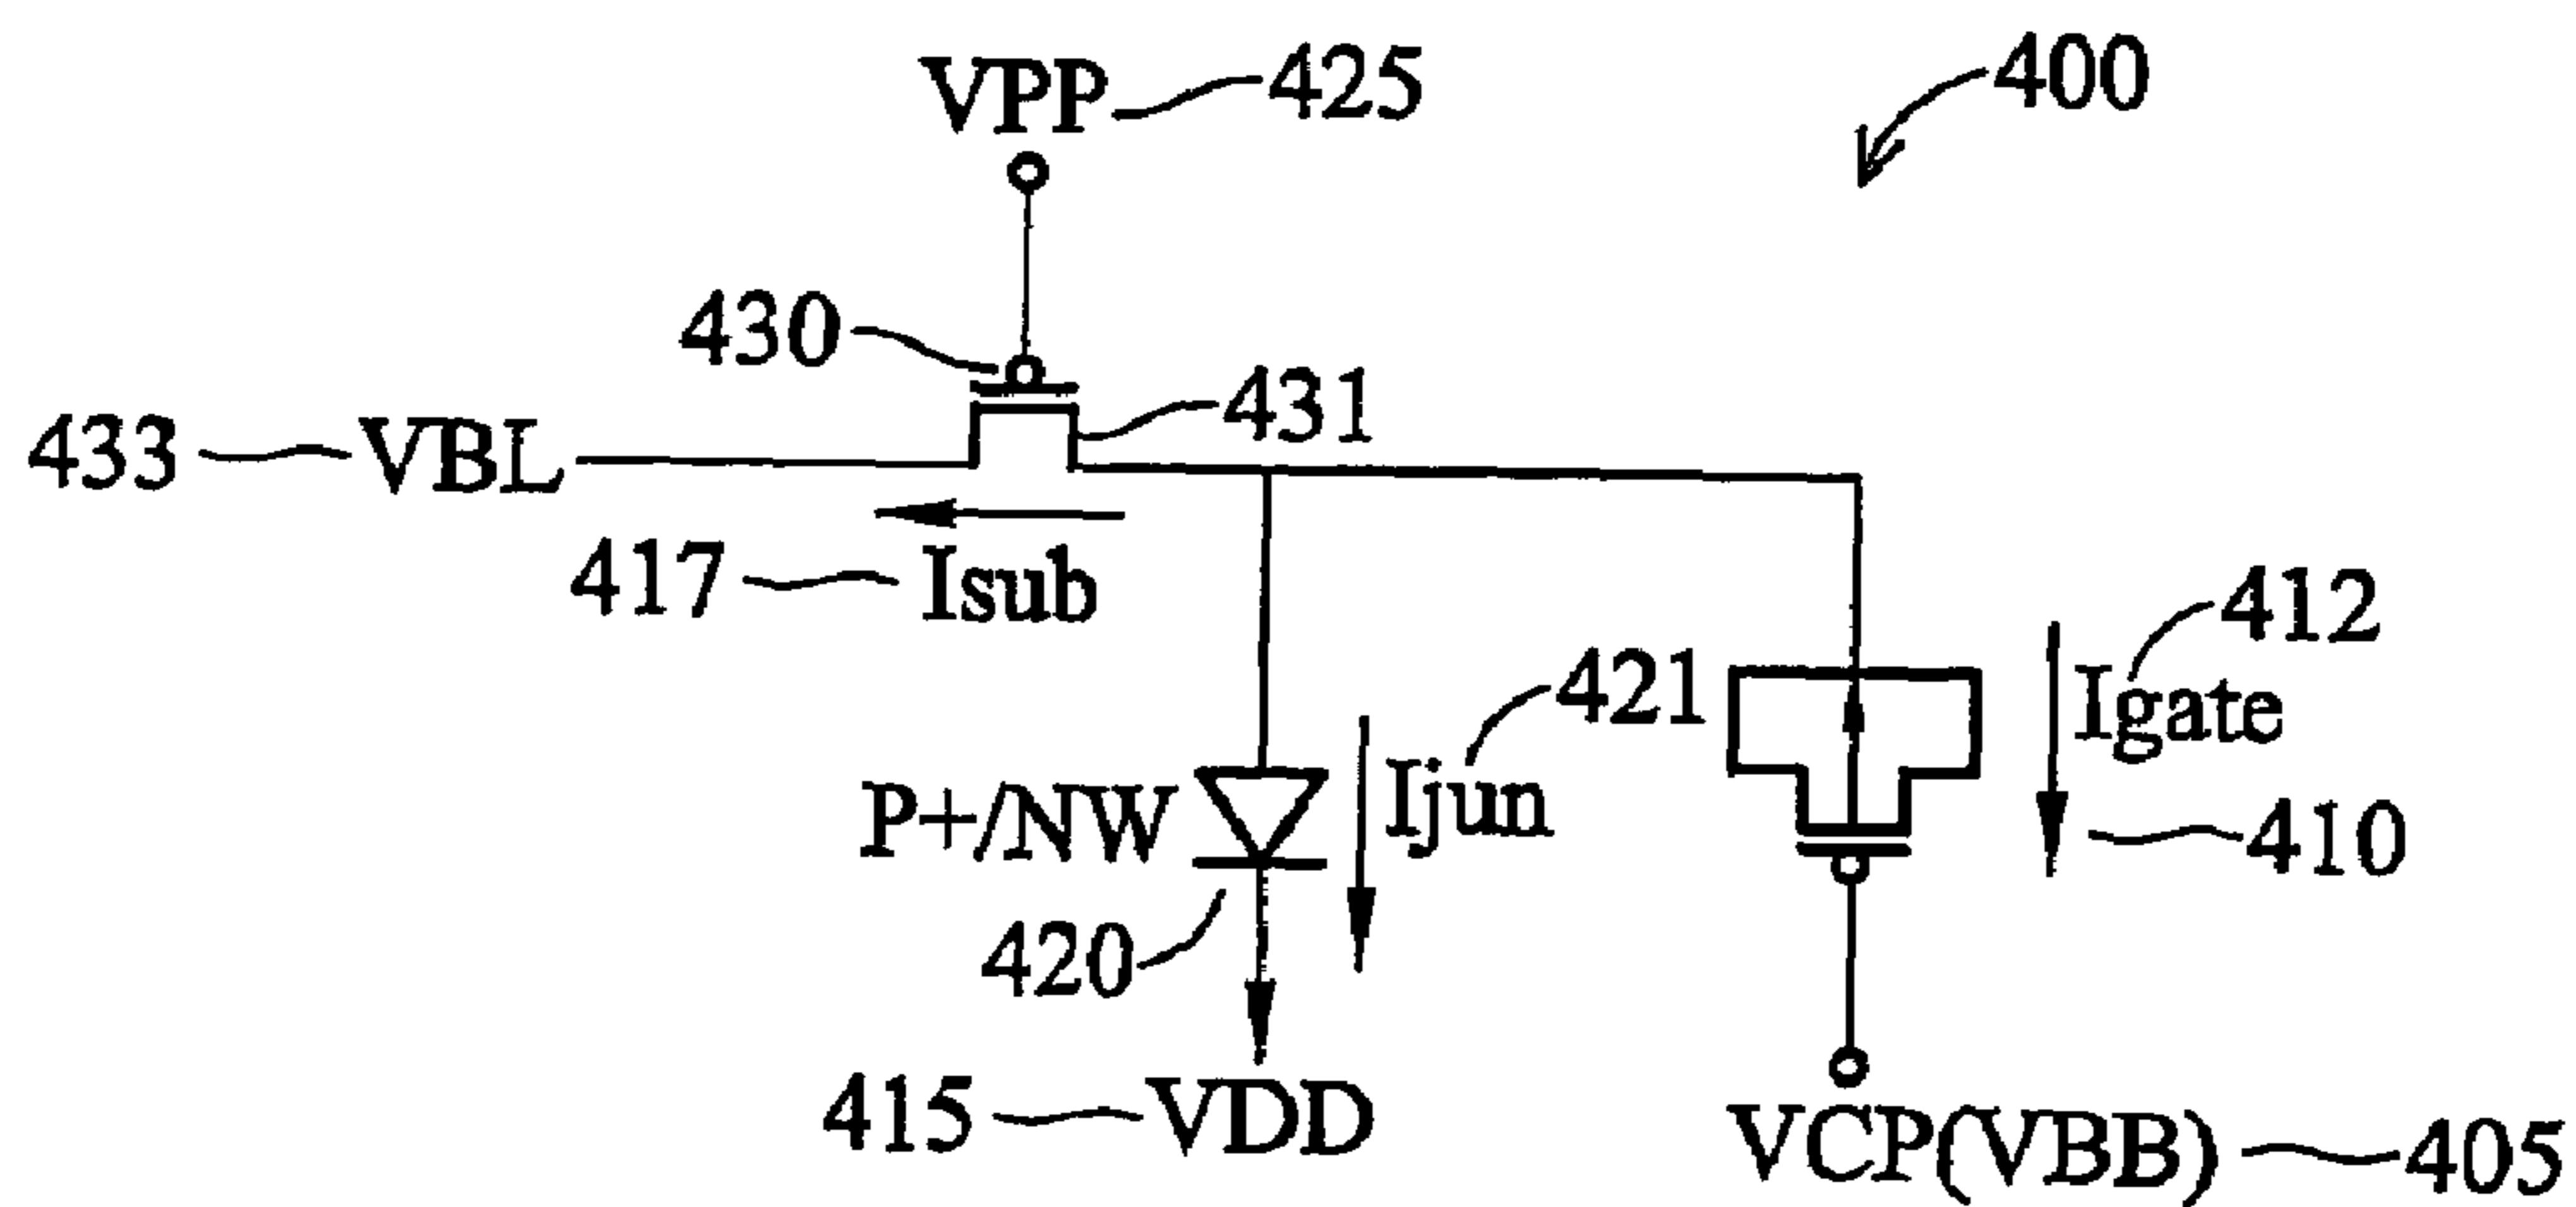 VPP 425
400
430
431
433 VBL
417 Isub
412
Igate
421
Ijun
P+/NW
410
420
415 VDD
VCP(VBB) 405